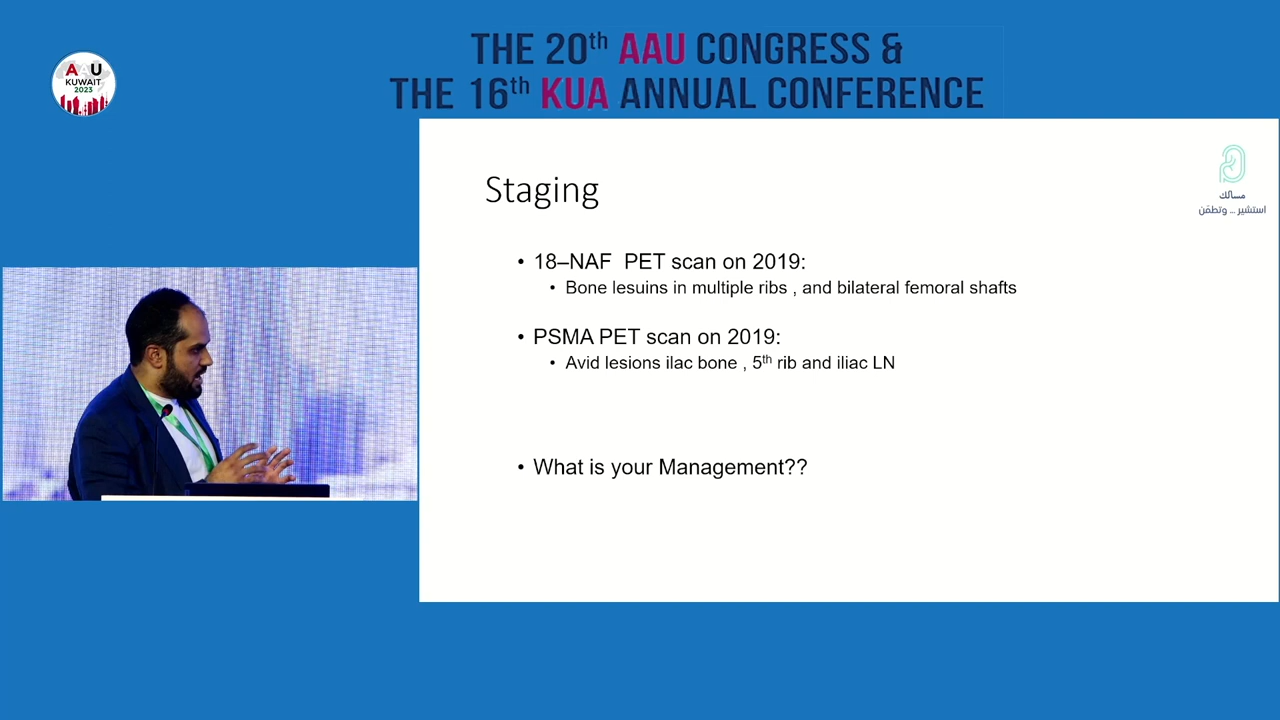 THE 20th AAU CONGRESS &
THE 16th KUA ANNUAL CONFERENCE
AAU
KUWAIT
2023
مسالك
استشير ... وتطمّن
Staging
• 18–NAF PET scan on 2019:
• Bone lesuins in multiple ribs , and bilateral femoral shafts
• PSMA PET scan on 2019:
• Avid lesions ilac bone , 5th rib and iliac LN
• What is your Management??